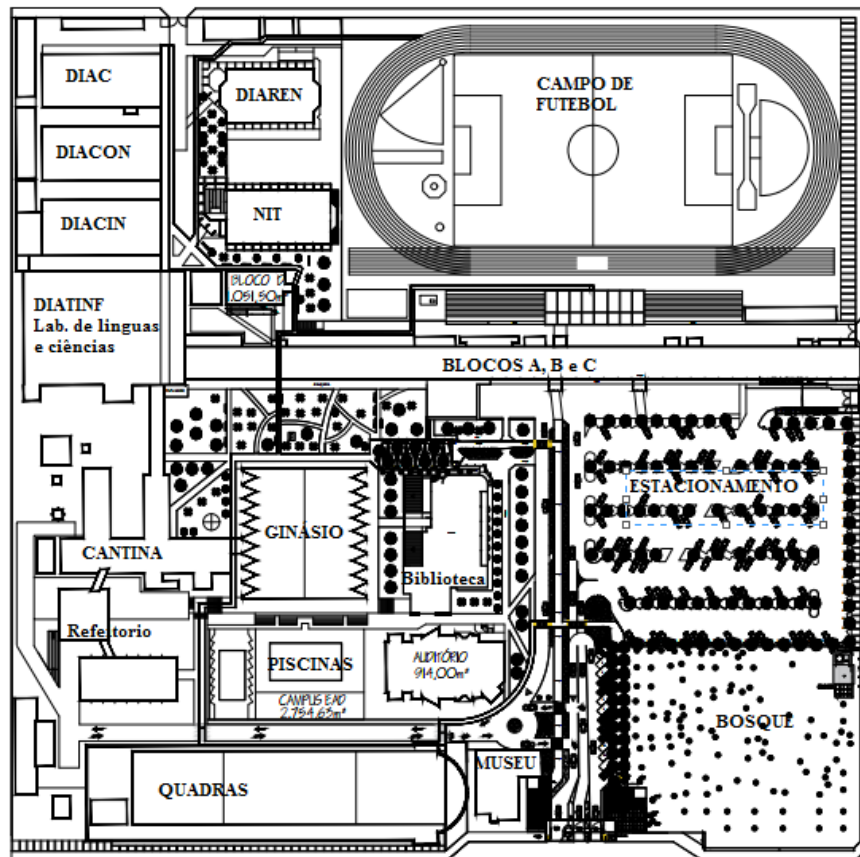 DIAC
DIAREN
CAMPO DE
FUTEBOL
DIACON
NIT
DIACIN
BLOCO D
1.051,50m²
DIATINF
Lab. de linguas
e ciências
BLOCOS A, B e C
ESTACIONAMENTO
GINÁSIO
CANTINA
Biblioteca
Refeitorio
PISCINAS
AUDITÓRIO
914,00m²
CAMPUS EAD
2.754,63m²
BOSQUE
MUSEU
QUADRAS